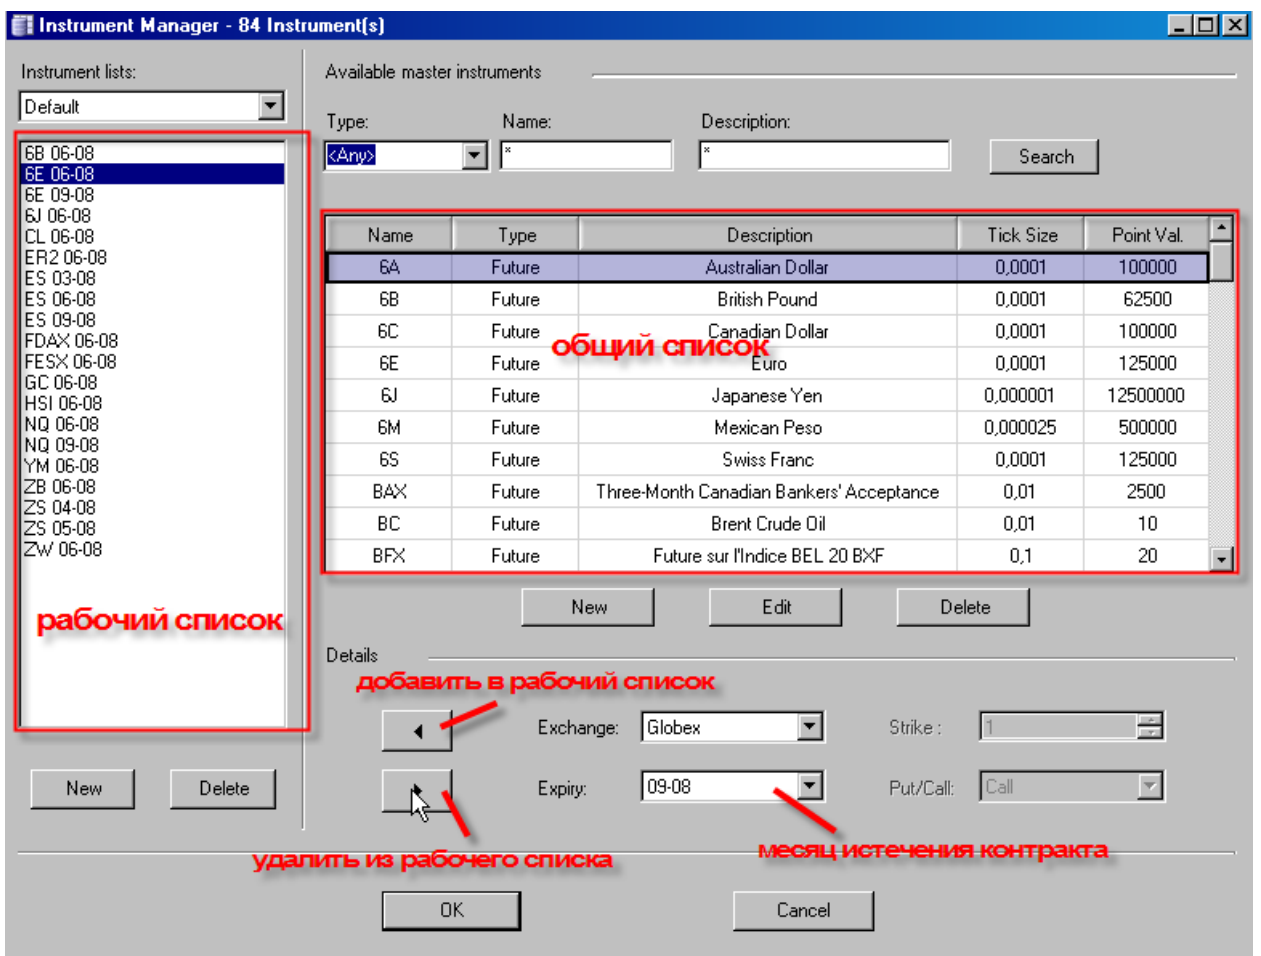 Instrument Manager - 84 Instrument(s)
Instrument lists:
Default
6B 06-08
6E 06-08
6E 09-08
6J 06-08
CL 06-08
ER2 06-08
ES 03-08
ES 06-08
ES 09-08
FDAX 06-08
FESX 06-08
GC 06-08
HSI 06-08
NQ 06-08
NQ 09-08
YM 06-08
ZB 06-08
ZS 04-08
ZS 05-08
ZW 06-08
рабочий список
New Delete
Available master instruments
Type: Name: Description:
<Any> * * Search
Name Type Description Tick Size Point Val.
6A Future Australian Dollar 0,0001 100000
6B Future British Pound 0,0001 62500
6C Future Canadian Dollar 0,0001 100000
общий список
6E Future Euro 0,0001 125000
6J Future Japanese Yen 0,000001 12500000
6M Future Mexican Peso 0,000025 500000
6S Future Swiss Franc 0,0001 125000
BAX Future Three-Month Canadian Bankers' Acceptance 0,01 2500
BC Future Brent Crude Oil 0,01 10
BFX Future Future sur l'Indice BEL 20 BXF 0,1 20
New Edit Delete
Details
добавить в рабочий список
Exchange: Globex Strike : 1
Expiry: 09-08 Put/Call: Call
удалить из рабочего списка
месяц истечения контракта
OK Cancel